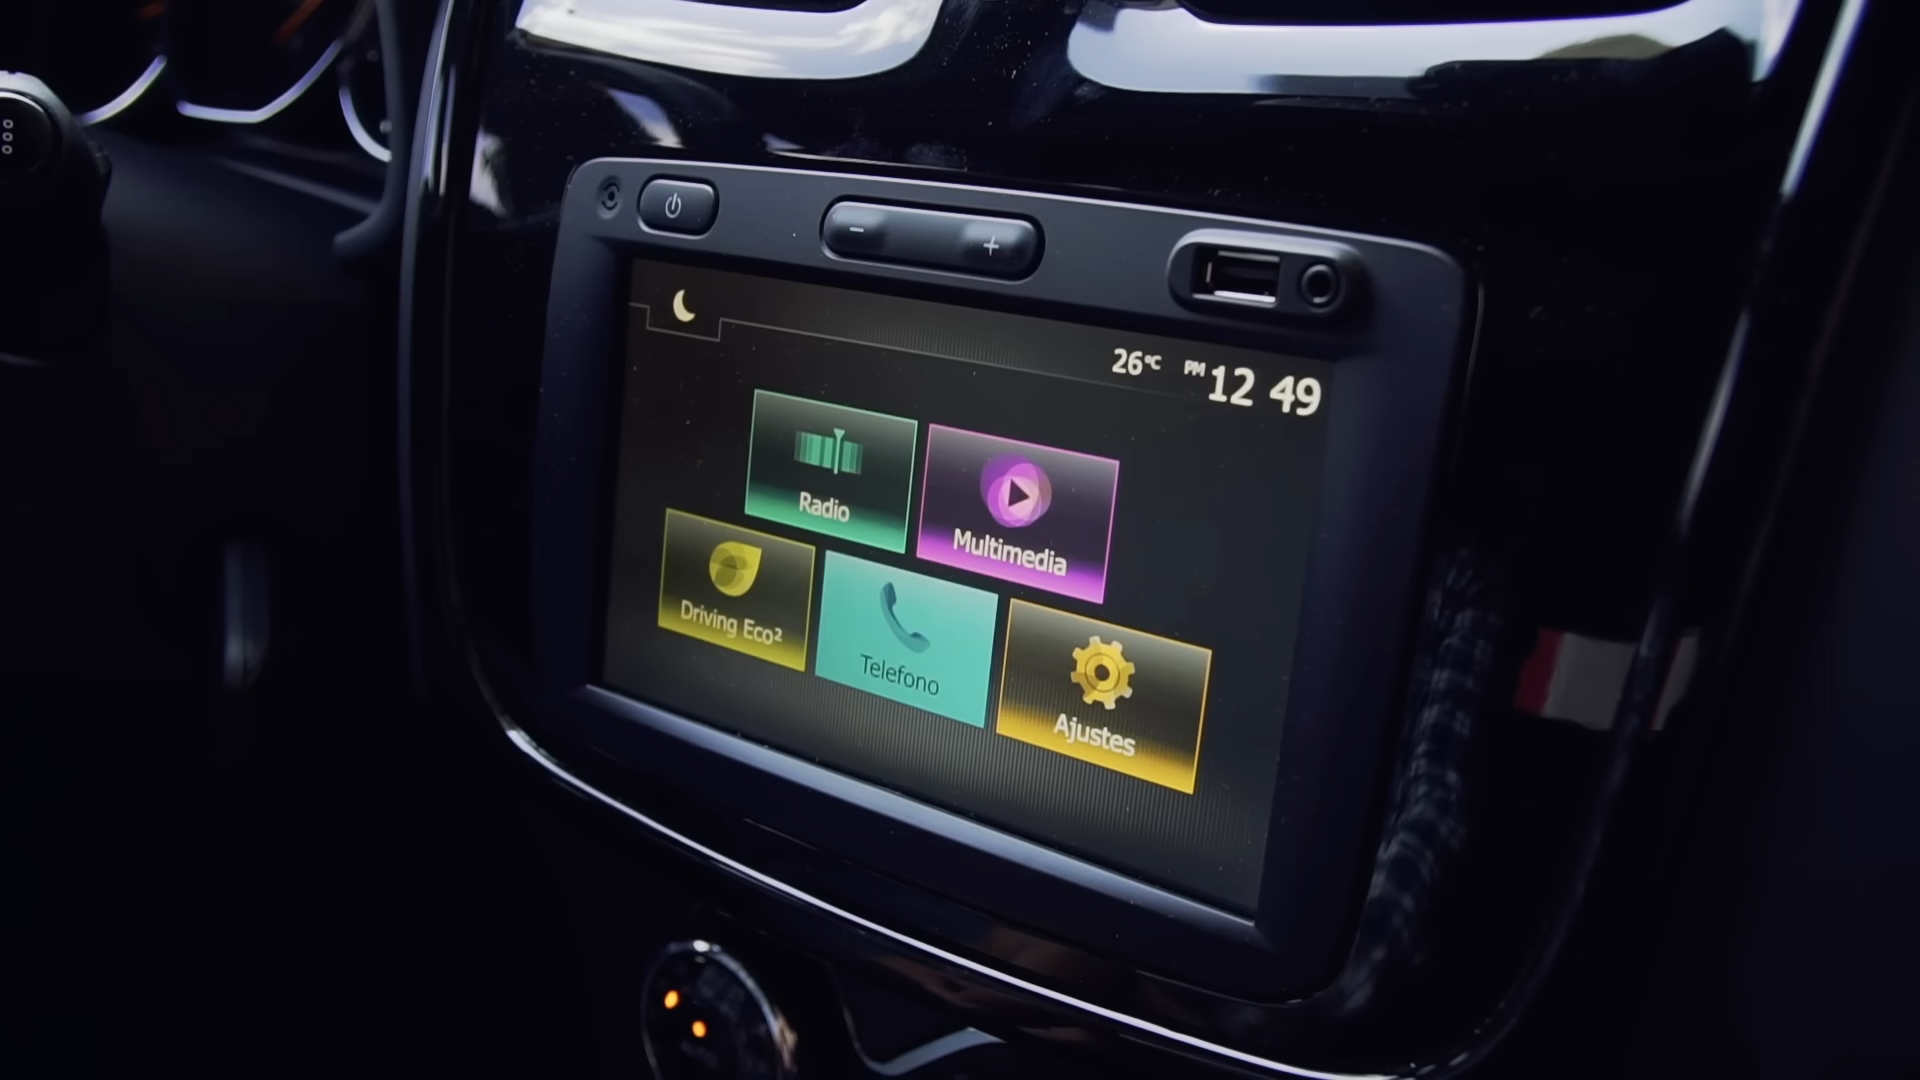 26°C PM 12 49
Radio
Multimedia
Driving Eco²
Telefono
Ajustes